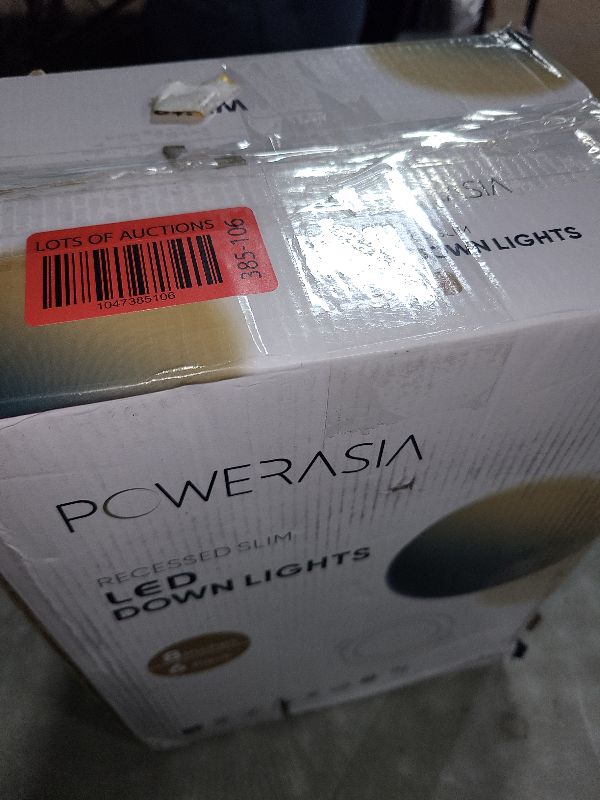 LOTS OF AUCTIONS
1047385106
385-106
DOWN LIGHTS
POWERASIA
RECESSED SLIM
LED
DOWN LIGHTS